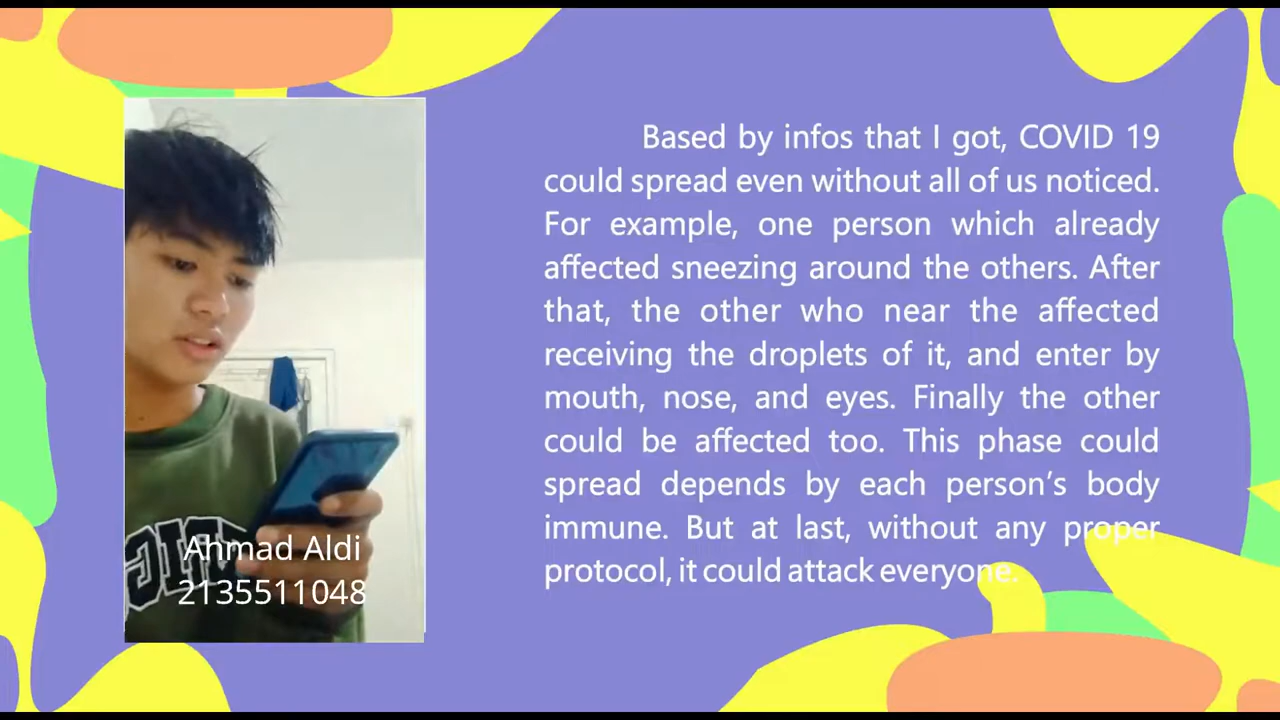 Based by infos that I got, COVID 19
could spread even without all of us noticed.
For example, one person which already
affected sneezing around the others. After
that, the other who near the affected
receiving the droplets of it, and enter by
mouth, nose, and eyes. Finally the other
could be affected too. This phase could
spread depends by each person’s body
immune. But at last, without any proper
protocol, it could attack everyone.
Ahmad Aldi
2135511048